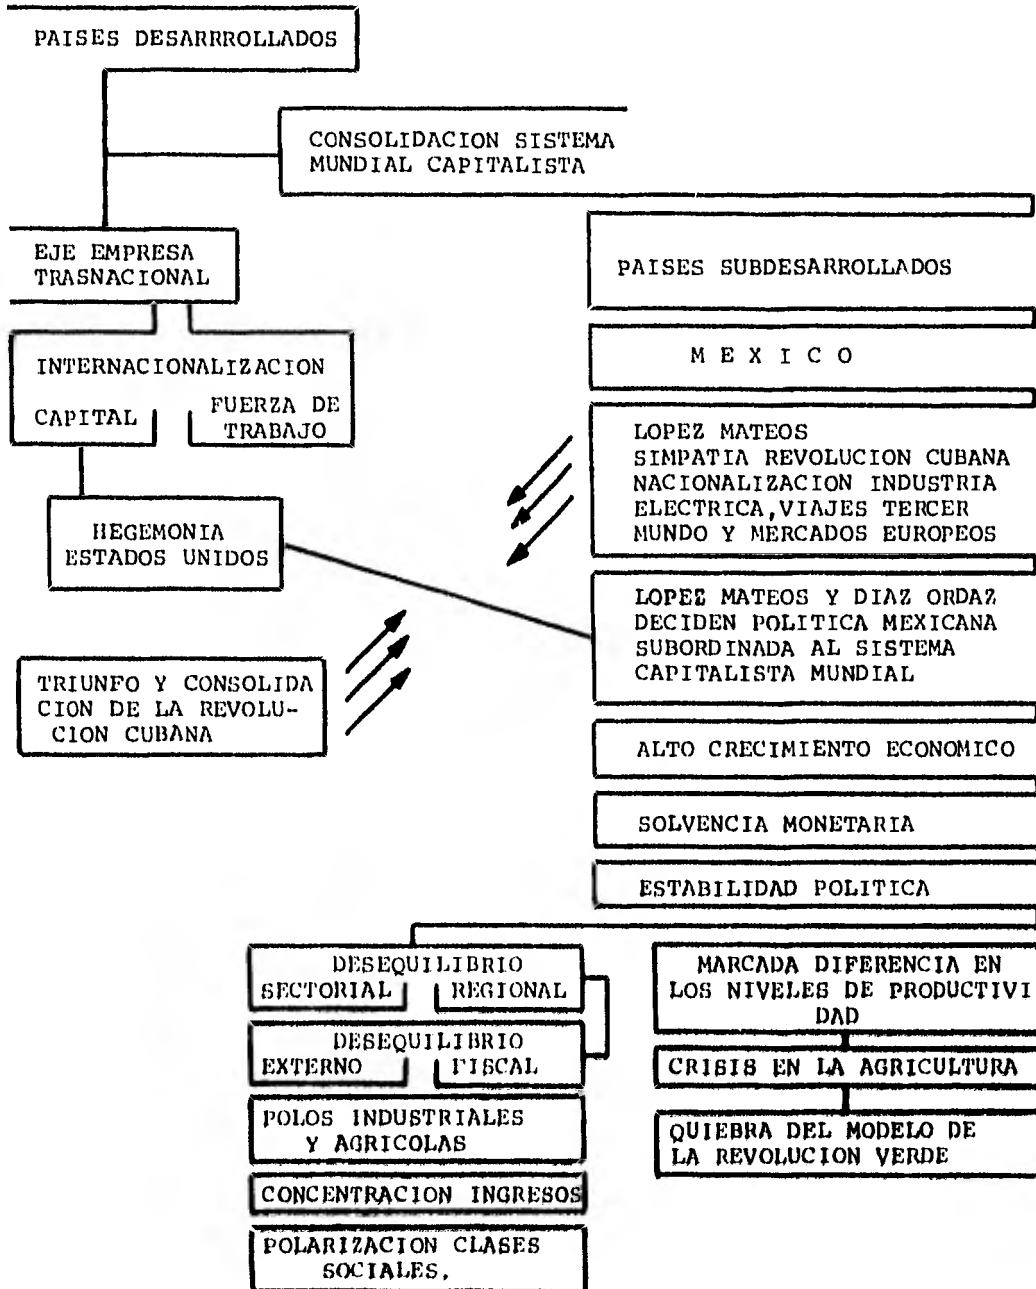 PAISES DESARRROLLADOS
CONSOLIDACION SISTEMA
MUNDIAL CAPITALISTA
EJE EMPRESA
TRASNACIONAL
PAISES SUBDESARROLLADOS
INTERNACIONALIZACION
CAPITAL
FUERZA DE
TRABAJO
M E X I C O
LOPEZ MATEOS
SIMPATIA REVOLUCION CUBANA
NACIONALIZACION INDUSTRIA
ELECTRICA,VIAJES TERCER
MUNDO Y MERCADOS EUROPEOS
HEGEMONIA
ESTADOS UNIDOS
LOPEZ MATEOS Y DIAZ ORDAZ
DECIDEN POLITICA MEXICANA
SUBORDINADA AL SISTEMA
CAPITALISTA MUNDIAL
TRIUNFO Y CONSOLIDA
CION DE LA REVOLU-
CION CUBANA
ALTO CRECIMIENTO ECONOMICO
SOLVENCIA MONETARIA
ESTABILIDAD POLITICA
DESEQUILIBRIO
SECTORIAL REGIONAL
DESEQUILIBRIO
EXTERNO FISCAL
POLOS INDUSTRIALES
Y AGRICOLAS
CONCENTRACION INGRESOS
POLARIZACION CLASES
SOCIALES.
MARCADA DIFERENCIA EN
LOS NIVELES DE PRODUCTIVI
DAD
CRISIS EN LA AGRICULTURA
QUIEBRA DEL MODELO DE
LA REVOLUCION VERDE